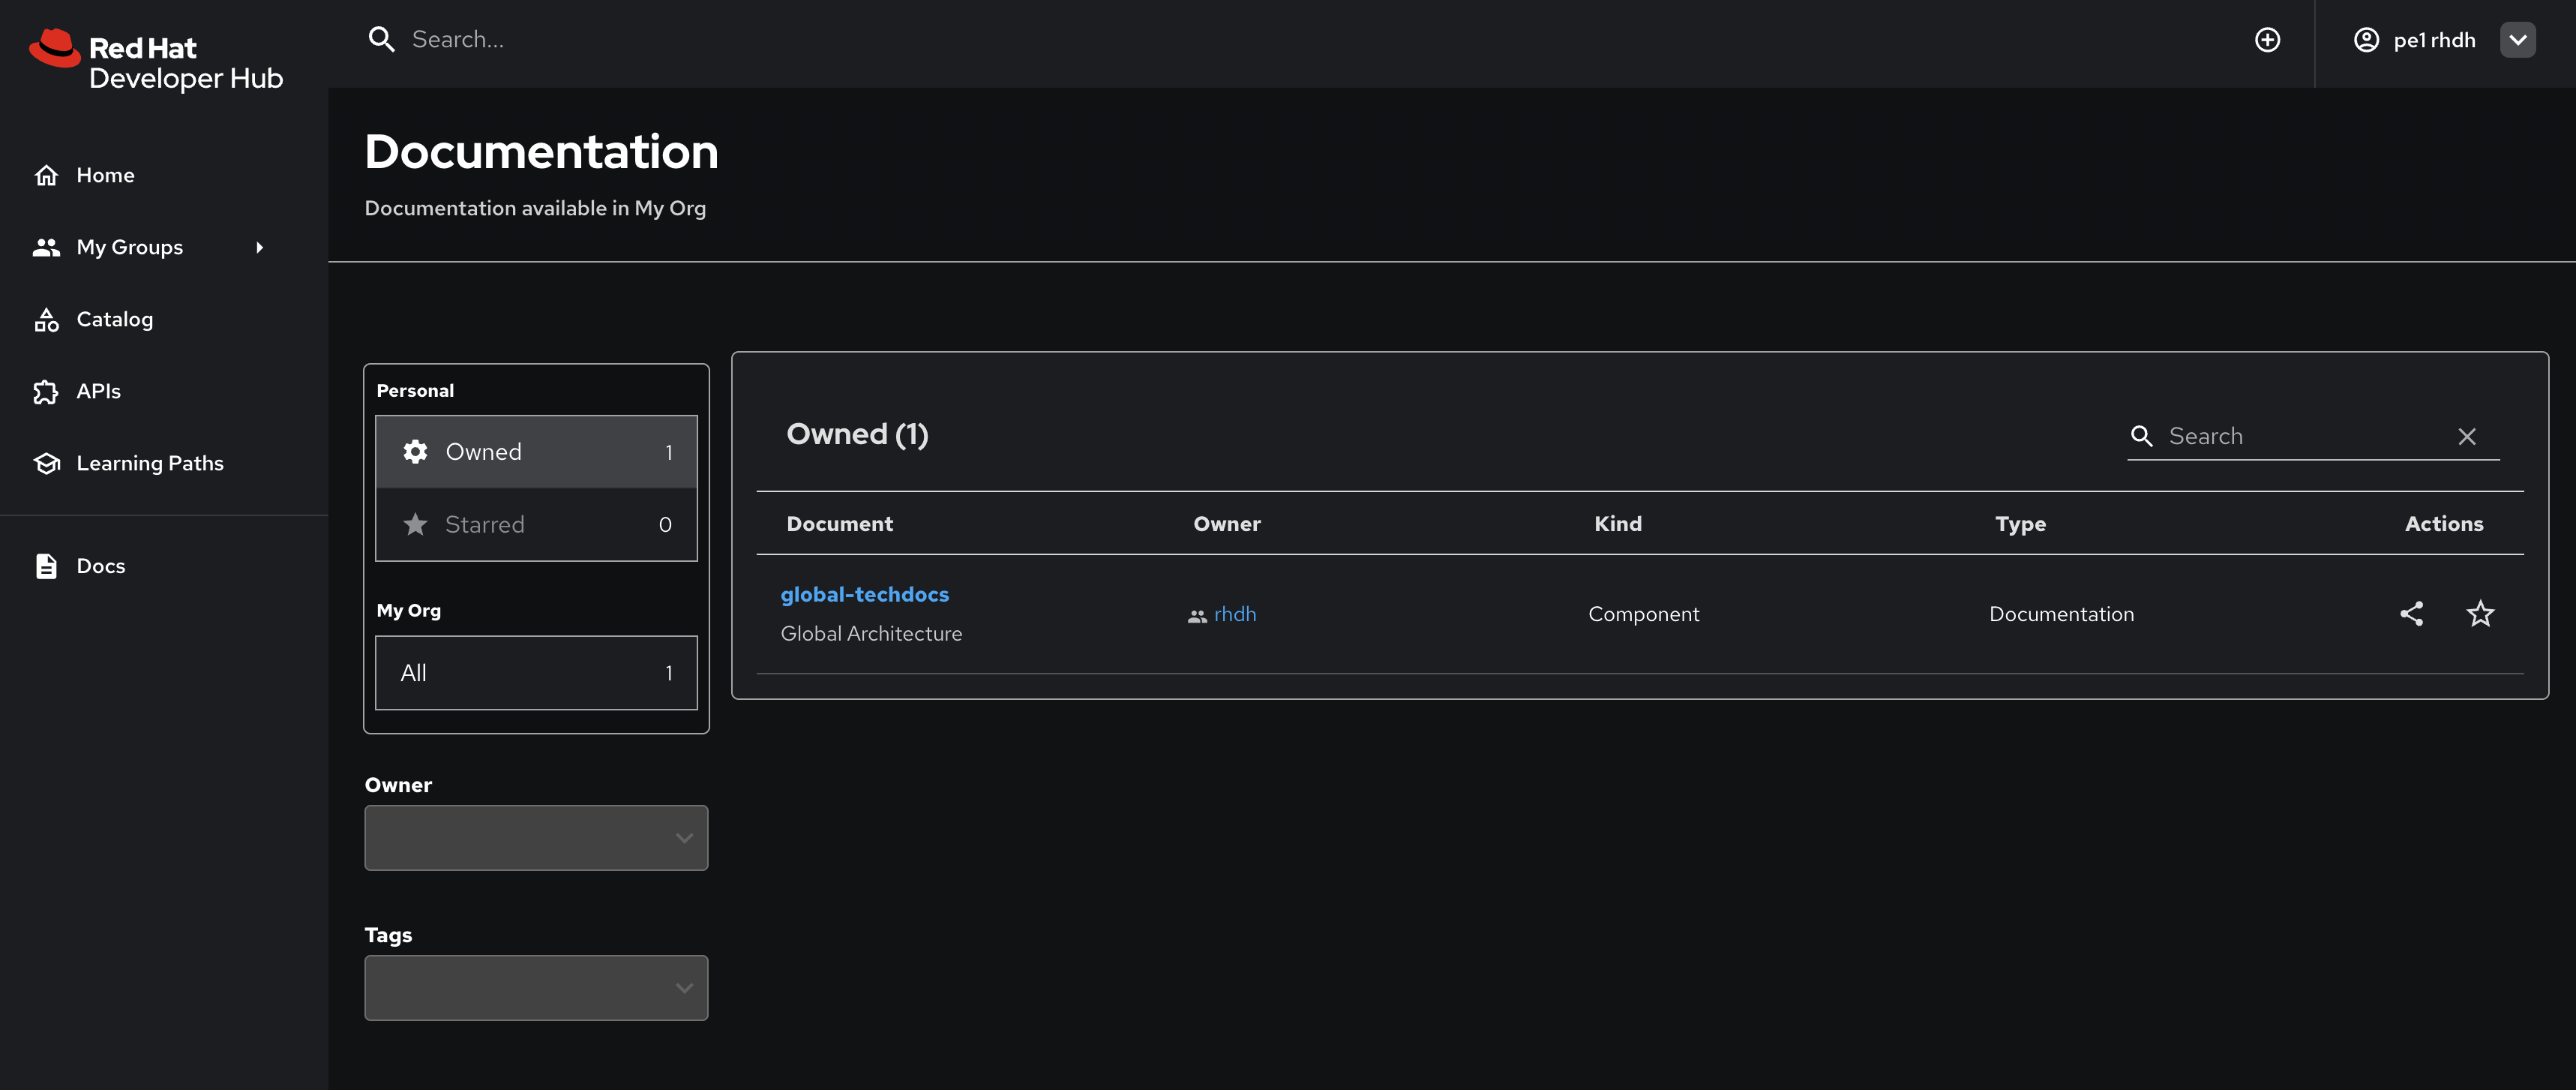 Red Hat
Developer Hub
Search...
pe1 rhdh
Home
My Groups
Catalog
APIs
Learning Paths
Docs
Documentation
Documentation available in My Org
Personal
Owned 1
Starred 0
My Org
All 1
Owner
Tags
Owned (1)
Search
Document Owner Kind Type Actions
global-techdocs
Global Architecture
rhdh Component Documentation